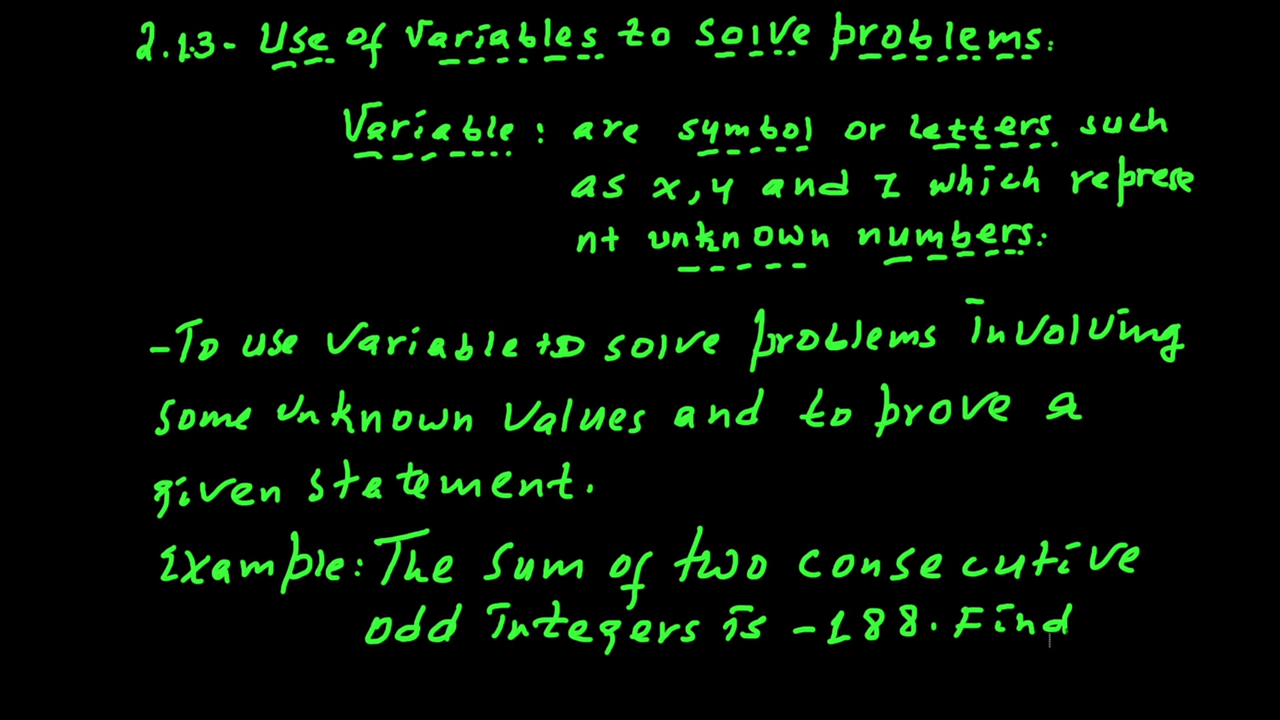 2.1.3- Use of Variables to solve problems.
Variable: are symbol or letters such
as x,y and z which represe
nt unknown numbers.
-To use Variable to solve problems involving
some unknown values and to prove a
given statement.
Example: The sum of two consecutive
odd integers is -188. Find